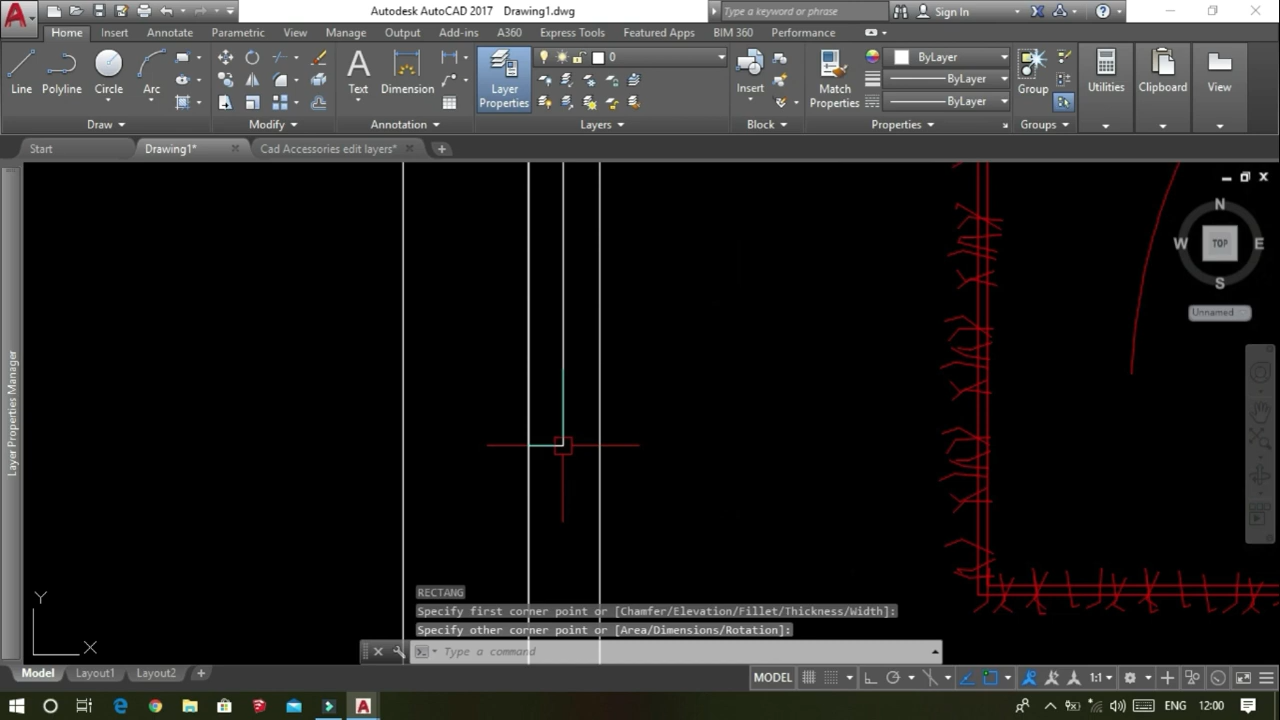 Autodesk AutoCAD 2017 Drawing1.dwg
Type a keyword or phrase
Sign In
Home Insert Annotate Parametric View Manage Output Add-ins A360 Express Tools Featured Apps BIM 360 Performance
0
ByLayer
Line Polyline Circle Arc
Text Dimension
Layer Properties
Insert
Match Properties
ByLayer
ByLayer
Group
Utilities
Clipboard
View
Draw Modify Annotation Layers Block Properties Groups
Start Drawing1* Cad Accessories edit layers*
N
W TOP E
S
Unnamed
Layer Properties Manager
RECTANG
Specify first corner point or [Chamfer/Elevation/Fillet/Thickness/Width]:
Specify other corner point or [Area/Dimensions/Rotation]:
Type a command
Y
X
Model Layout1 Layout2
MODEL 1:1
ENG 12:00